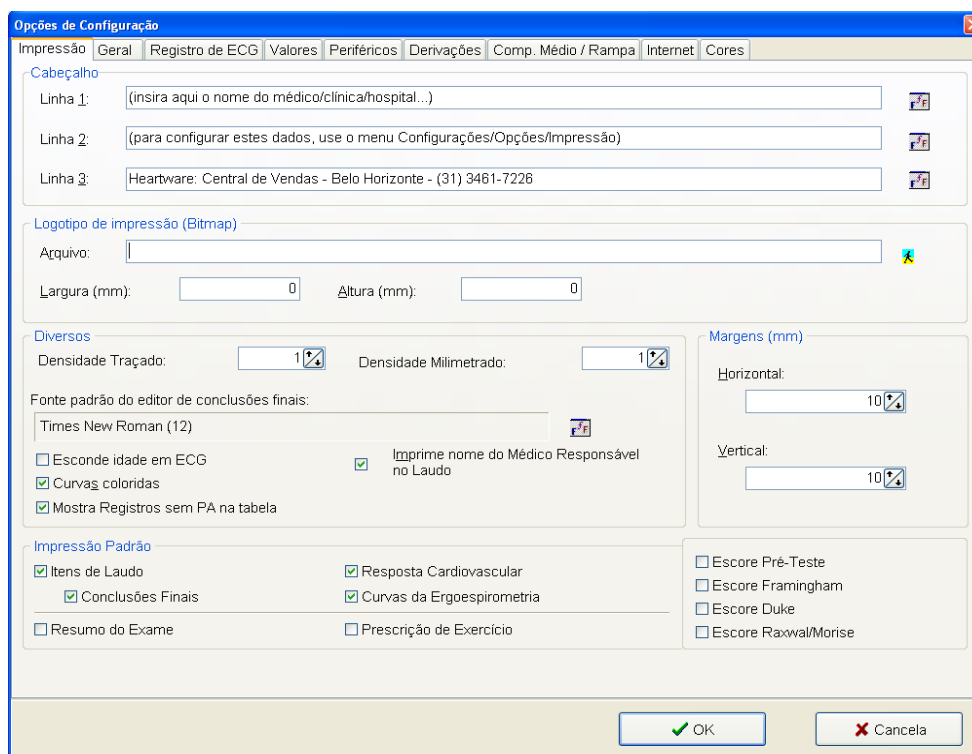 Opções de Configuração
Impressão Geral Registro de ECG Valores Periféricos Derivações Comp. Médio / Rampa Internet Cores
Cabeçalho
Linha 1: (insira aqui o nome do médico/clínica/hospital...)
Linha 2: (para configurar estes dados, use o menu Configurações/Opções/Impressão)
Linha 3: Heartware: Central de Vendas - Belo Horizonte - (31) 3461-7226
Logotipo de impressão (Bitmap)
Arquivo:
Largura (mm): 0 Altura (mm): 0
Diversos
Densidade Traçado: 1 Densidade Milimetrado: 1
Fonte padrão do editor de conclusões finais:
Times New Roman (12)
Esconde idade em ECG
Imprime nome do Médico Responsável
no Laudo
Curvas coloridas
Mostra Registros sem PA na tabela
Margens (mm)
Horizontal:
10
Vertical:
10
Impressão Padrão
Itens de Laudo Resposta Cardiovascular
Conclusões Finais Curvas da Ergoespirometria
Resumo do Exame Prescrição de Exercício
Escore Pré-Teste
Escore Framingham
Escore Duke
Escore Raxwal/Morise
OK Cancela